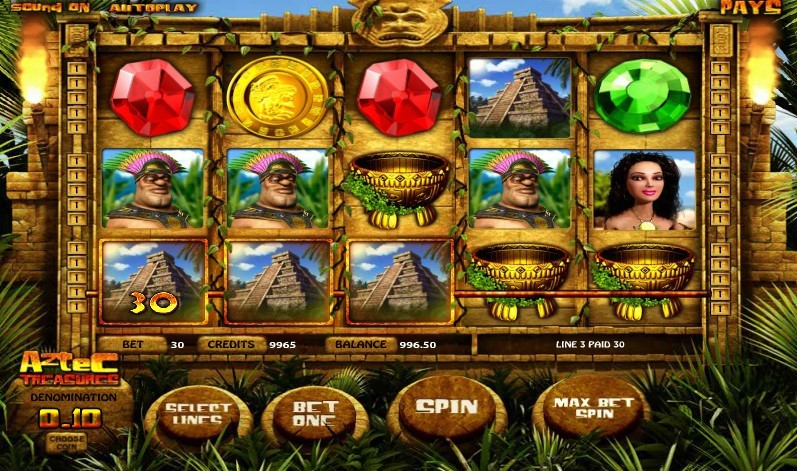 SOUND ON AUTOPLAY PAYS
30
BET 30 CREDITS 9965 BALANCE 996.50 LINE 3 PAID 30
AZTEC
TREASURES
DENOMINATION
0.10
CHOOSE
COIN
SELECT
LINES
BET
ONE
SPIN
MAX BET
SPIN